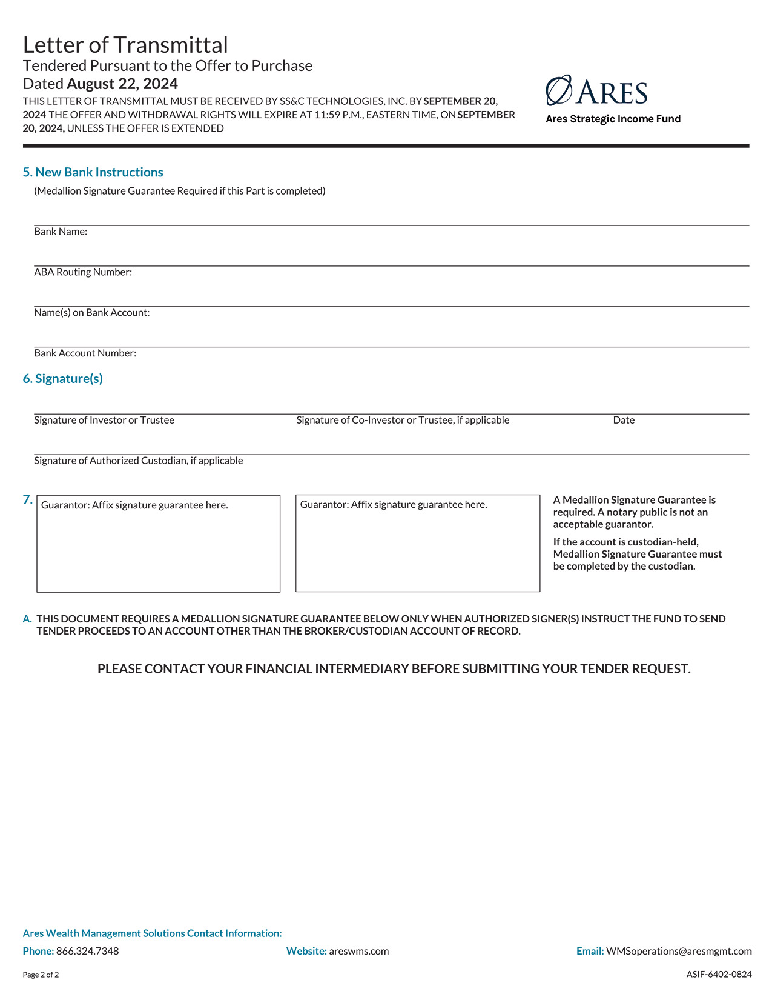 Letter of Transmittal
Tendered Pursuant to the Offer to Purchase
Dated August 22, 2024
THIS LETTER OF TRANSMITTAL MUST BE RECEIVED BY SS&C TECHNOLOGIES, INC. BY SEPTEMBER 20,
2024 THE OFFER AND WITHDRAWAL RIGHTS WILL EXPIRE AT 11:59 P.M., EASTERN TIME, ON SEPTEMBER
20, 2024, UNLESS THE OFFER IS EXTENDED
ARES
Ares Strategic Income Fund
5. New Bank Instructions
(Medallion Signature Guarantee Required if this Part is completed)
Bank Name:
ABA Routing Number:
Name(s) on Bank Account:
Bank Account Number:
6. Signature(s)
Signature of Investor or Trustee Signature of Co-Investor or Trustee, if applicable Date
Signature of Authorized Custodian, if applicable
7.
Guarantor: Affix signature guarantee here.
Guarantor: Affix signature guarantee here.
A Medallion Signature Guarantee is
required. A notary public is not an
acceptable guarantor.
If the account is custodian-held,
Medallion Signature Guarantee must
be completed by the custodian.
A. THIS DOCUMENT REQUIRES A MEDALLION SIGNATURE GUARANTEE BELOW ONLY WHEN AUTHORIZED SIGNER(S) INSTRUCT THE FUND TO SEND
TENDER PROCEEDS TO AN ACCOUNT OTHER THAN THE BROKER/CUSTODIAN ACCOUNT OF RECORD.
PLEASE CONTACT YOUR FINANCIAL INTERMEDIARY BEFORE SUBMITTING YOUR TENDER REQUEST.
Ares Wealth Management Solutions Contact Information:
Phone: 866.324.7348 Website: areswms.com Email: WMSoperations@aresmgmt.com
Page 2 of 2 ASIF-6402-0824